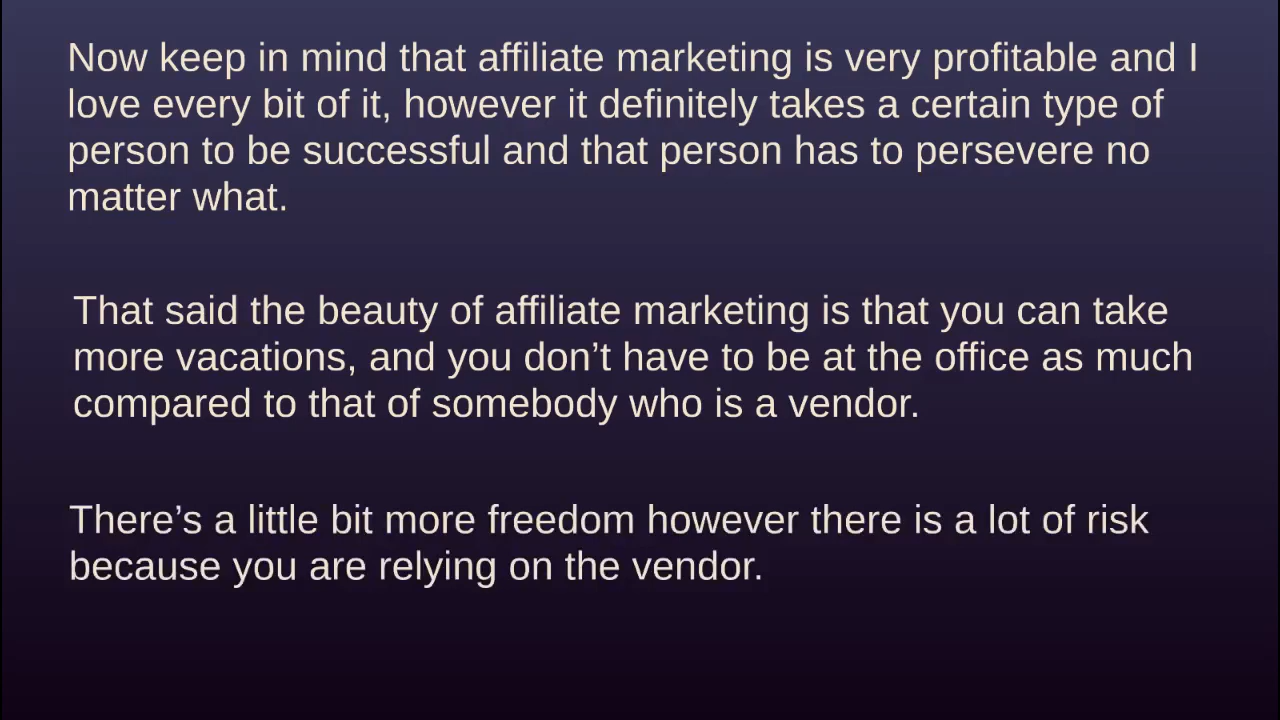 Now keep in mind that affiliate marketing is very profitable and I
love every bit of it, however it definitely takes a certain type of
person to be successful and that person has to persevere no
matter what.
That said the beauty of affiliate marketing is that you can take
more vacations, and you don’t have to be at the office as much
compared to that of somebody who is a vendor.
There’s a little bit more freedom however there is a lot of risk
because you are relying on the vendor.